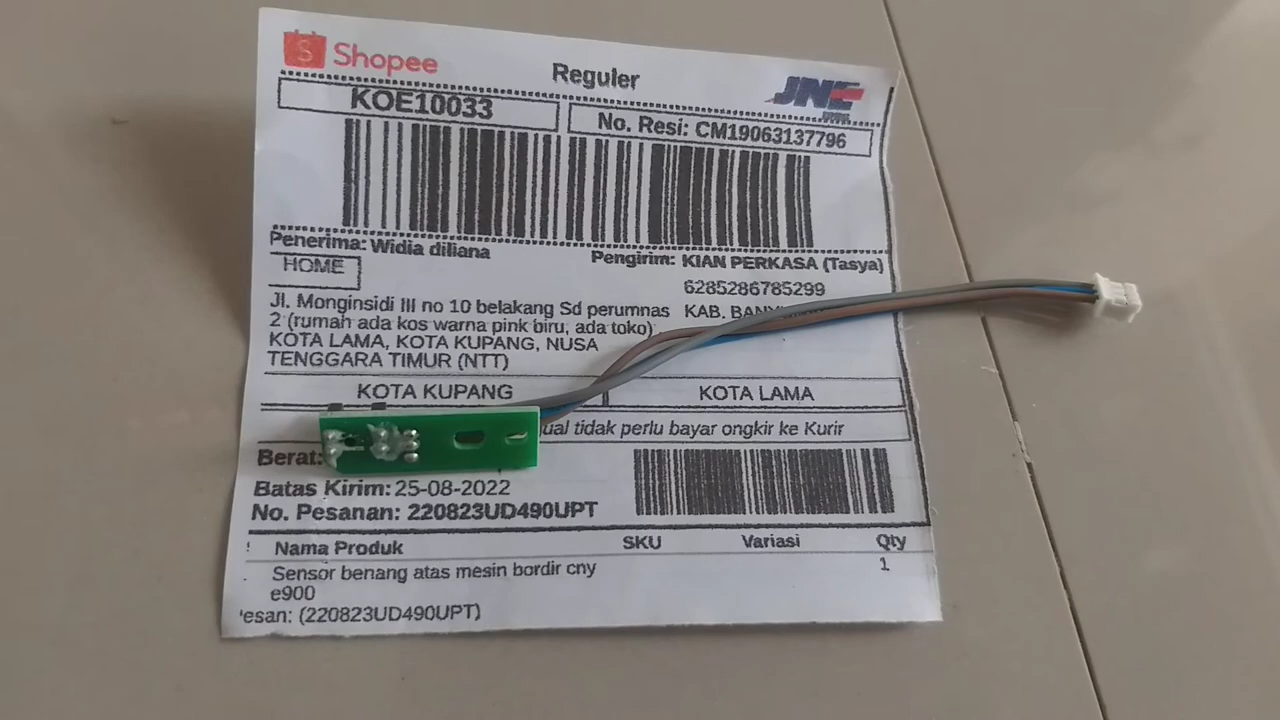 Shopee
Reguler
JNE
KOE10033
No. Resi: CM19063137796
Penerima: Widia diliana
HOME
Pengirim: KIAN PERKASA (Tasya)
6285286785299
KAB.
Jl. Monginsidi III no 10 belakang Sd perumnas
2 (rumah ada kos warna pink biru, ada toko)
KOTA LAMA, KOTA KUPANG, NUSA
TENGGARA TIMUR (NTT)
KOTA KUPANG
KOTA LAMA
tidak perlu bayar ongkir ke Kurir
Berat:
Batas Kirim: 25-08-2022
No. Pesanan: 220823UD490UPT
Nama Produk SKU Variasi Qty
Sensor benang atas mesin bordir cny 1
e900
esan: (220823UD490UPT)